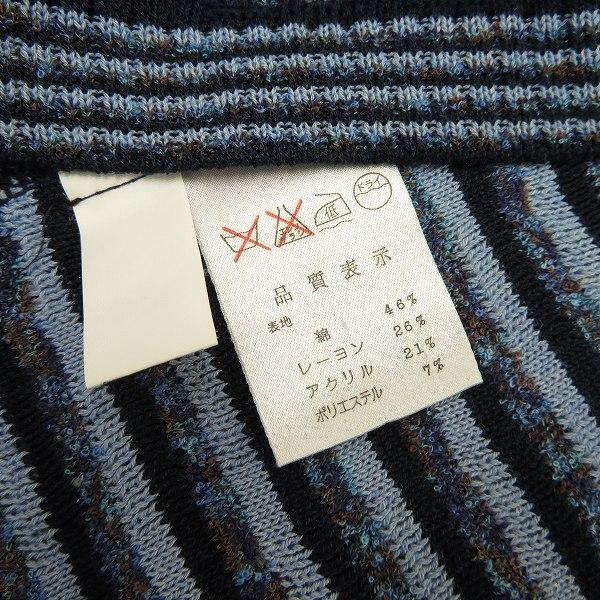 低 ドライ
品質表示
表地 綿 46%
レーヨン 26%
アクリル 21%
ポリエステル 7%